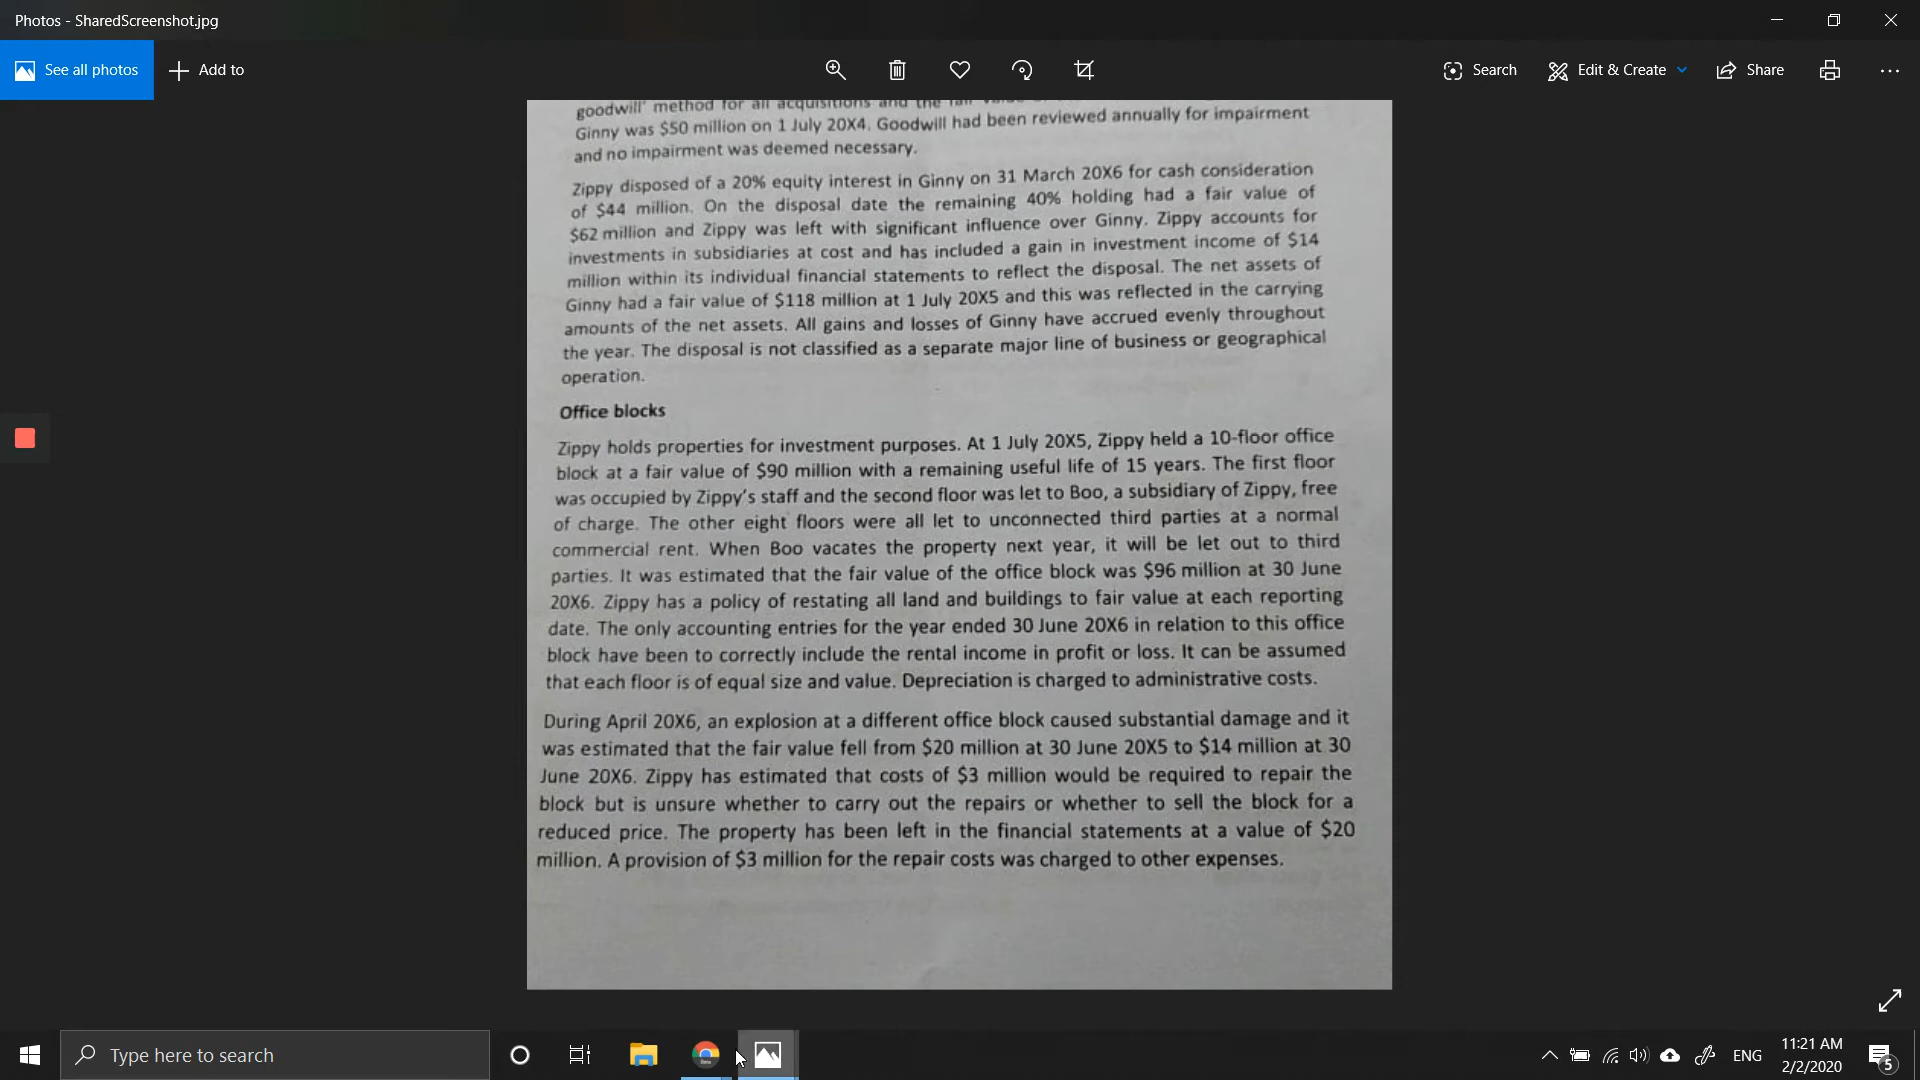 Photos - SharedScreenshot.jpg
See all photos
Add to
Search
Edit & Create
Share
goodwill' method for all acquisitions and the fair
Ginny was $50 million on 1 July 20X4. Goodwill had been reviewed annually for impairment
and no impairment was deemed necessary.
Zippy disposed of a 20% equity interest in Ginny on 31 March 20X6 for cash consideration
of $44 million. On the disposal date the remaining 40% holding had a fair value of
$62 million and Zippy was left with significant influence over Ginny. Zippy accounts for
investments in subsidiaries at cost and has included a gain in investment income of $14
million within its individual financial statements to reflect the disposal. The net assets of
Ginny had a fair value of $118 million at 1 July 20X5 and this was reflected in the carrying
amounts of the net assets. All gains and losses of Ginny have accrued evenly throughout
the year. The disposal is not classified as a separate major line of business or geographical
operation.
Office blocks
Zippy holds properties for investment purposes. At 1 July 20X5, Zippy held a 10-floor office
block at a fair value of $90 million with a remaining useful life of 15 years. The first floor
was occupied by Zippy's staff and the second floor was let to Boo, a subsidiary of Zippy, free
of charge. The other eight floors were all let to unconnected third parties at a normal
commercial rent. When Boo vacates the property next year, it will be let out to third
parties. It was estimated that the fair value of the office block was $96 million at 30 June
20X6. Zippy has a policy of restating all land and buildings to fair value at each reporting
date. The only accounting entries for the year ended 30 June 20X6 in relation to this office
block have been to correctly include the rental income in profit or loss. It can be assumed
that each floor is of equal size and value. Depreciation is charged to administrative costs.
During April 20X6, an explosion at a different office block caused substantial damage and it
was estimated that the fair value fell from $20 million at 30 June 20X5 to $14 million at 30
June 20X6. Zippy has estimated that costs of $3 million would be required to repair the
block but is unsure whether to carry out the repairs or whether to sell the block for a
reduced price. The property has been left in the financial statements at a value of $20
million. A provision of $3 million for the repair costs was charged to other expenses.
Type here to search
ENG
11:21 AM
2/2/2020
5